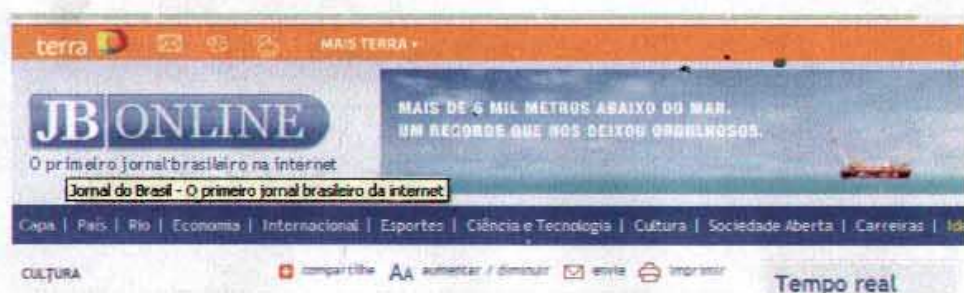 terra MAIS TERRA
JB ONLINE
MAIS DE 6 MIL METROS ABAIXO DO MAR.
UM RECORDE QUE NOS DEIXOU ORGULHOSOS.
O primeiro jornal brasileiro na internet
Jornal do Brasil - O primeiro jornal brasileiro da internet
Capa | País | Rio | Economia | Internacional | Esportes | Ciência e Tecnologia | Cultura | Sociedade Aberta | Carreiras |
CULTURA compartilhe AA aumentar / diminuir envie imprimir
Tempo real